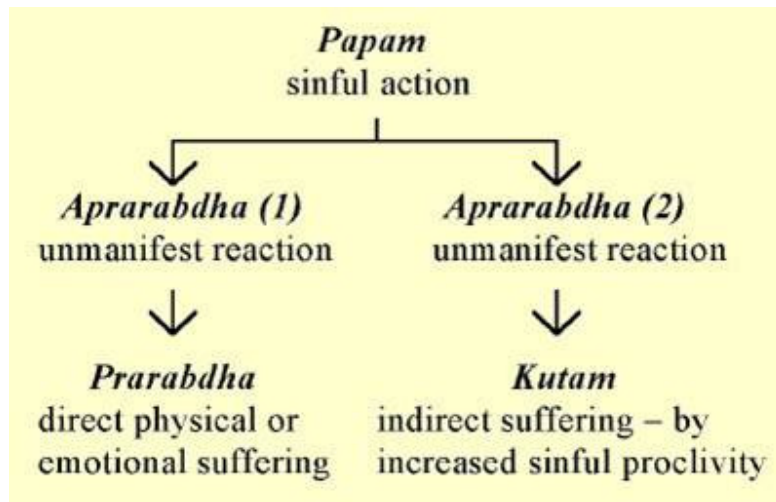 Papam
sinful action
Aprarabdha (1)
unmanifest reaction
Aprarabdha (2)
unmanifest reaction
Prarabdha
direct physical or
emotional suffering
Kutam
indirect suffering – by
increased sinful proclivity